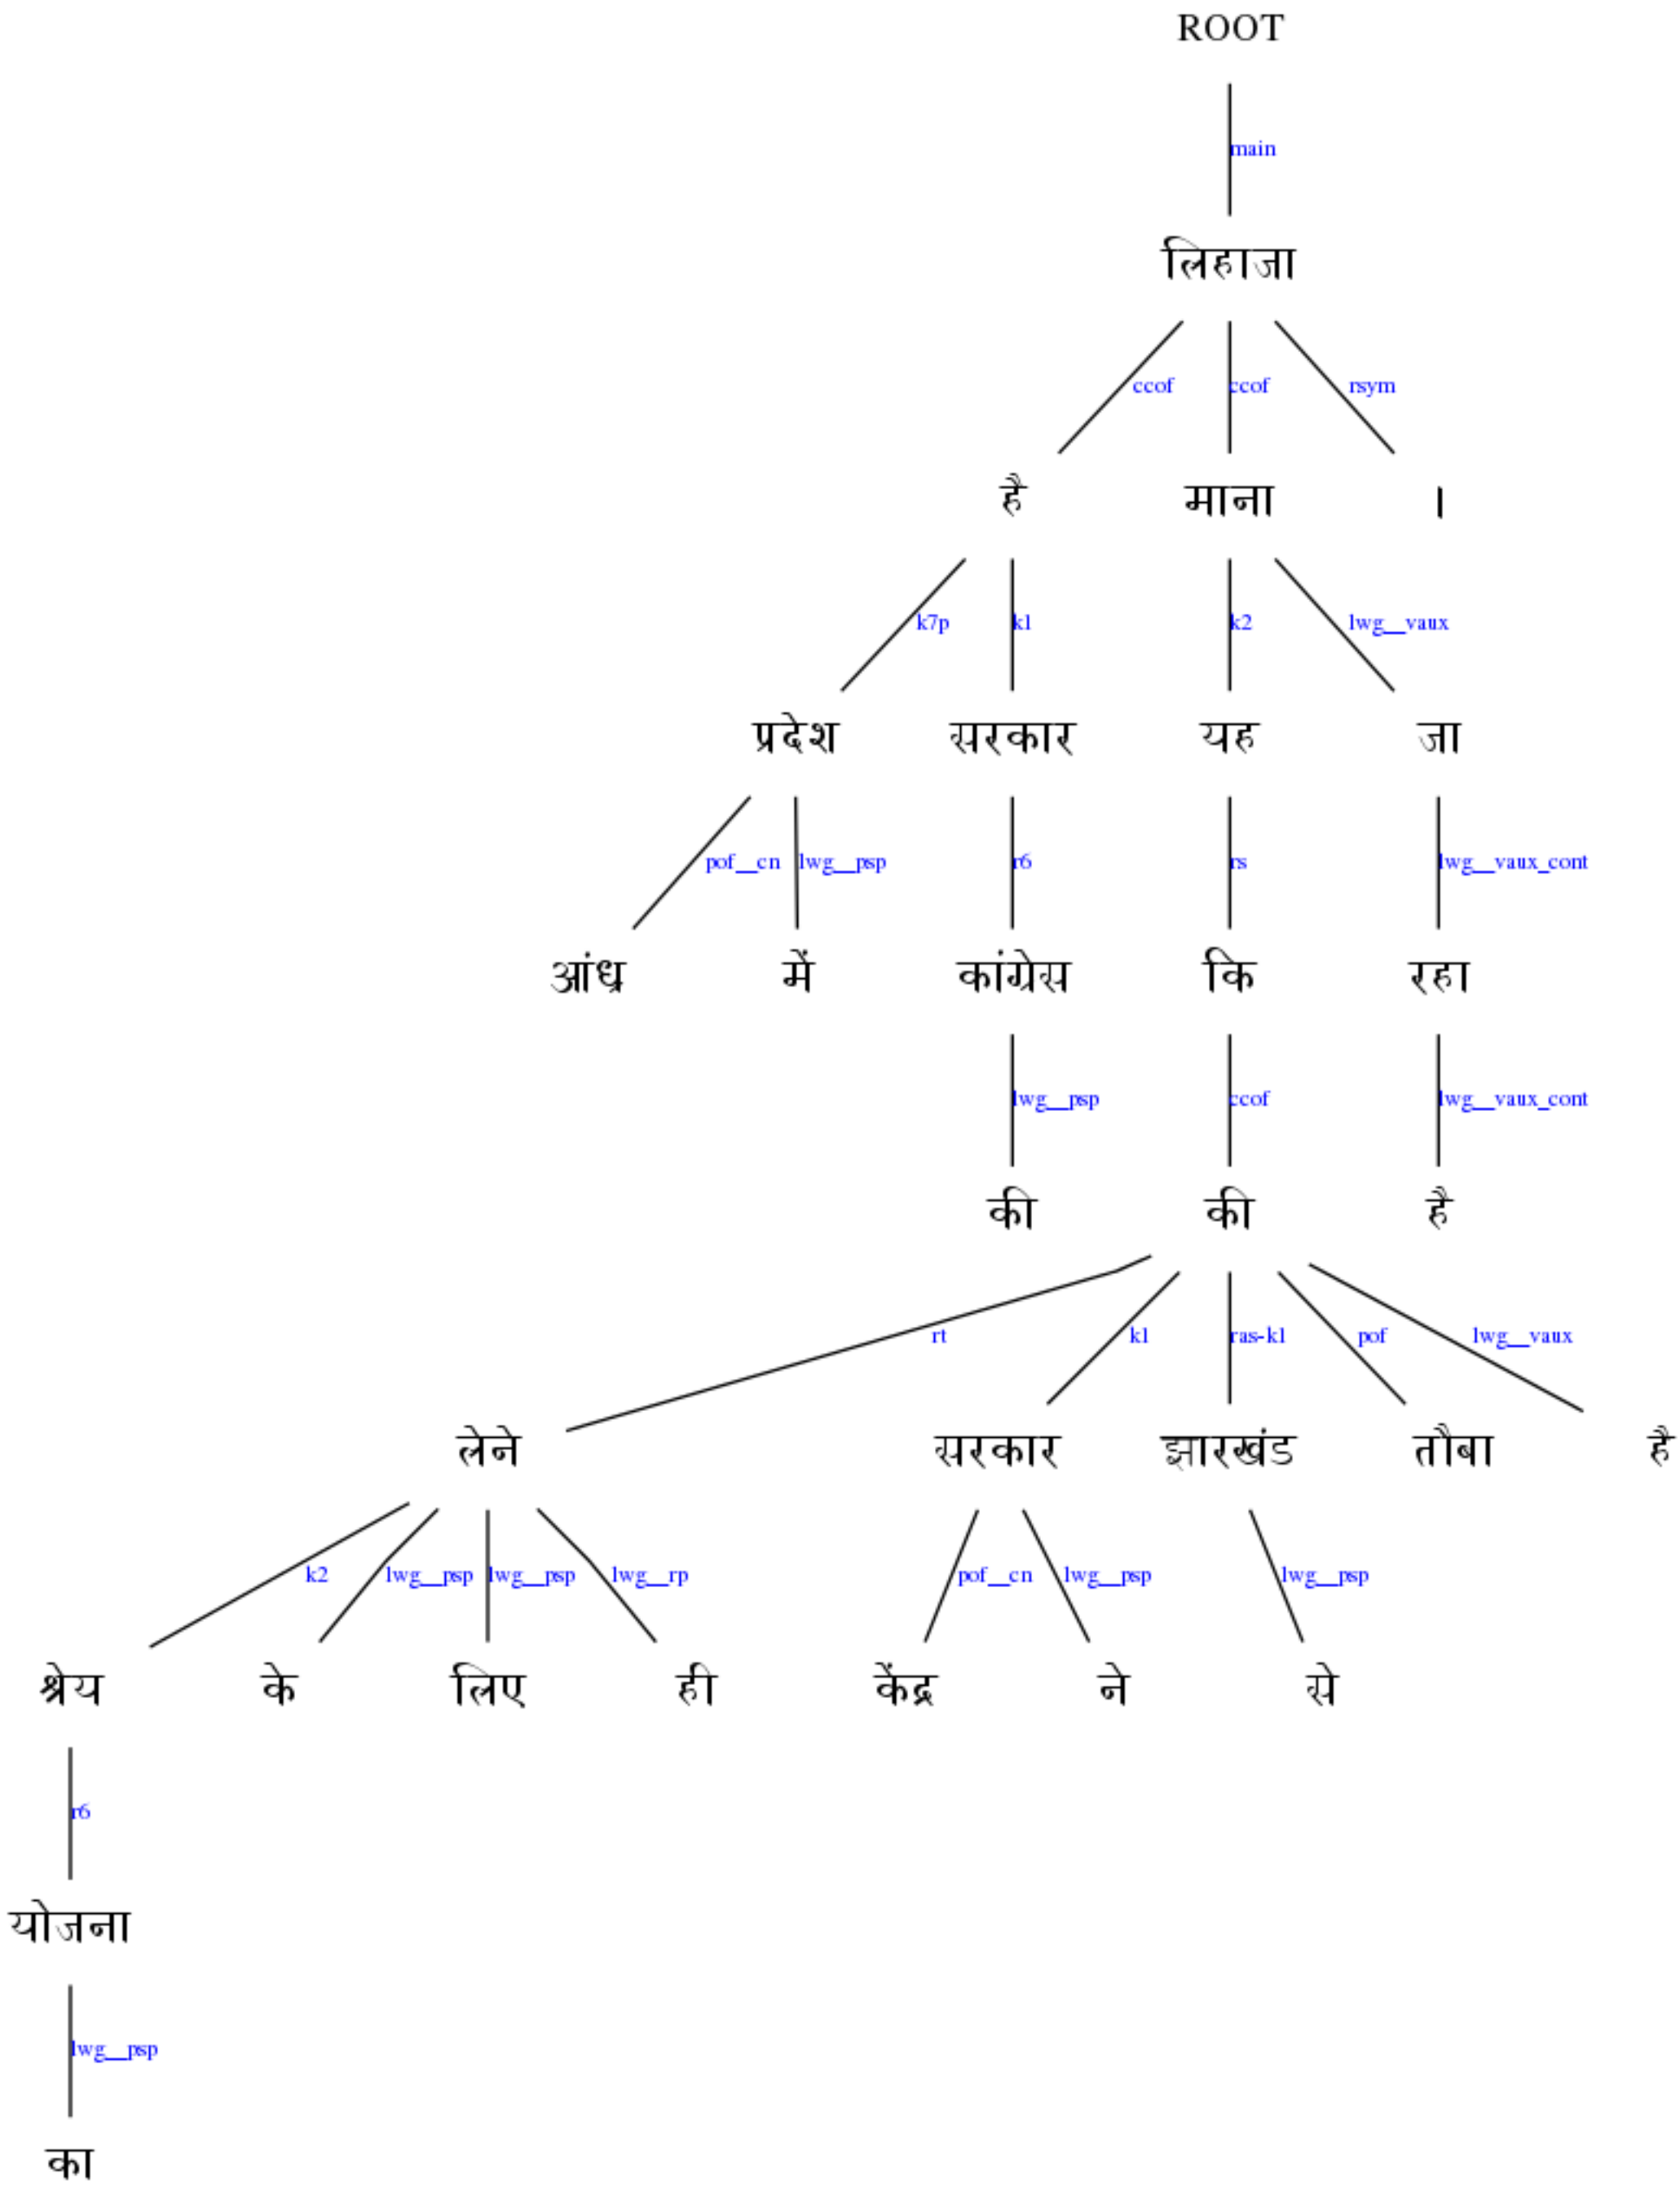 ROOT
main
लिहाजा
ccof ccof rsym
है माना ।
k7p k1 k2 lwg__vaux
प्रदेश सरकार यह जा
pof__cn lwg__psp r6 rs lwg__vaux_cont
आंध्र में कांग्रेस कि रहा
lwg__psp ccof lwg__vaux_cont
की की है
rt k1 ras-k1 pof lwg__vaux
लेने सरकार झारखंड तौबा है
k2 lwg__psp lwg__psp lwg__rp pof__cn lwg__psp lwg__psp
श्रेय के लिए ही केंद्र ने से
r6
योजना
lwg__psp
का